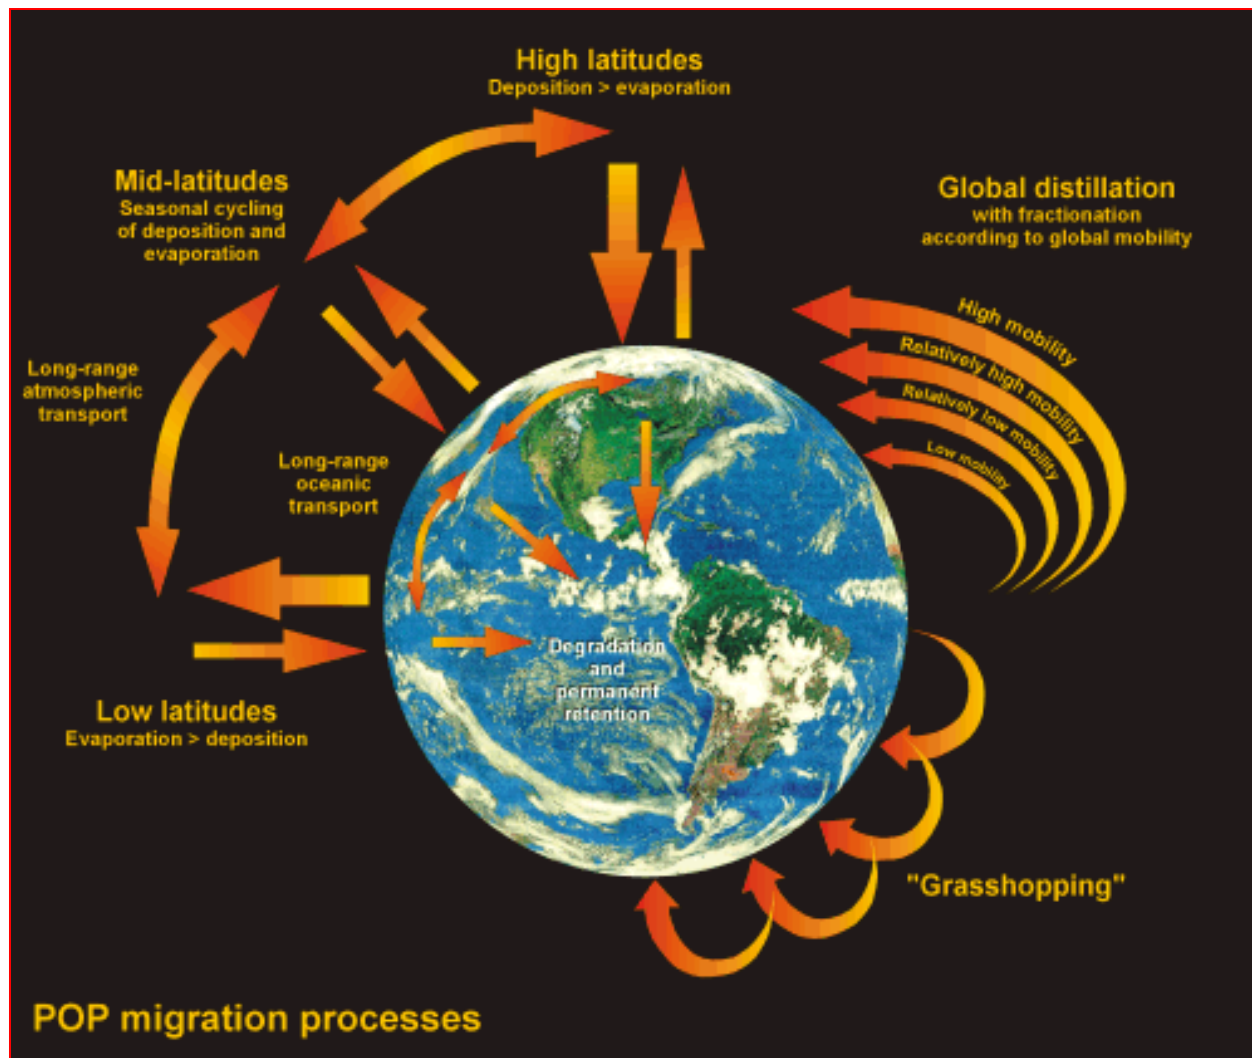 High latitudes
Deposition > evaporation
Mid-latitudes
Seasonal cycling
of deposition and
evaporation
Global distillation
with fractionation
according to global mobility
High mobility
Relatively high mobility
Relatively low mobility
Low mobility
Long-range
atmospheric
transport
Long-range
oceanic
transport
Degradation
and
permanent
retention
Low latitudes
Evaporation > deposition
"Grasshopping"
POP migration processes